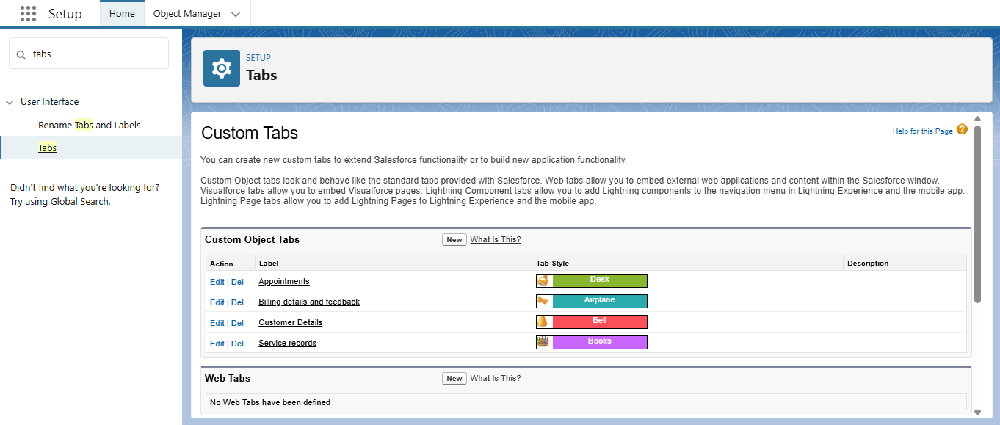 Setup Home Object Manager
tabs
User Interface
Rename Tabs and Labels
Tabs
Didn't find what you're looking for?
Try using Global Search.
SETUP
Tabs
Custom Tabs
Help for this Page ?
You can create new custom tabs to extend Salesforce functionality or to build new application functionality.
Custom Object tabs look and behave like the standard tabs provided with Salesforce. Web tabs allow you to embed external web applications and content within the Salesforce window.
Visualforce tabs allow you to embed Visualforce pages. Lightning Component tabs allow you to add Lightning components to the navigation menu in Lightning Experience and the mobile app.
Lightning Page tabs allow you to add Lightning Pages to Lightning Experience and the mobile app.
Custom Object Tabs New What Is This?
Action Label Tab Style Description
Edit | Del Appointments Desk
Edit | Del Billing details and feedback Airplane
Edit | Del Customer Details Bell
Edit | Del Service records Books
Web Tabs New What Is This?
No Web Tabs have been defined